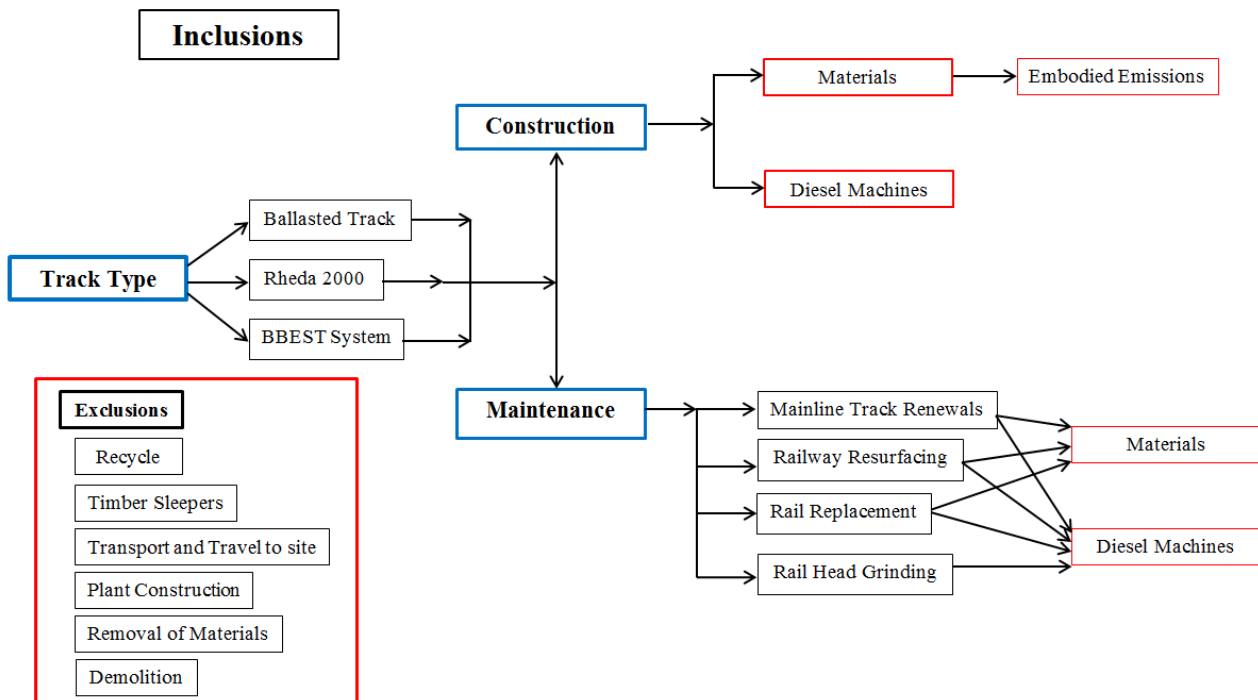 Inclusions
Materials
Embodied Emissions
Construction
Diesel Machines
Ballasted Track
Track Type
Rheda 2000
BBEST System
Exclusions
Recycle
Timber Sleepers
Transport and Travel to site
Plant Construction
Removal of Materials
Demolition
Maintenance
Mainline Track Renewals
Railway Resurfacing
Rail Replacement
Rail Head Grinding
Materials
Diesel Machines